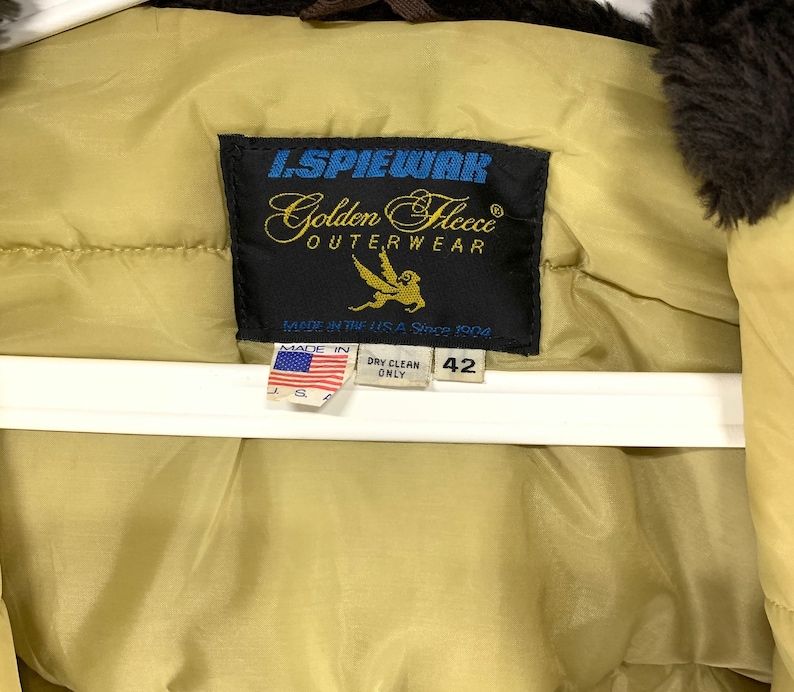 I.SPIEWAK
Golden Fleece®
OUTERWEAR
MADE IN THE U.S.A Since 1904
MADE IN
U. S. A
DRY CLEAN
ONLY
42